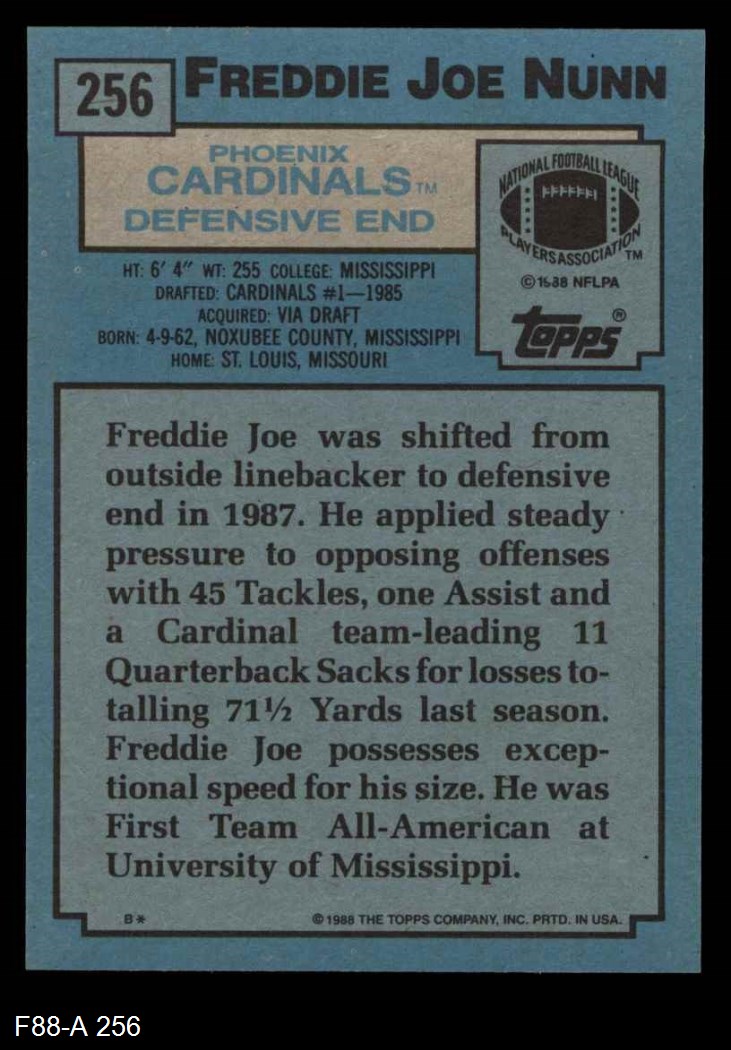 256
FREDDIE JOE NUNN
PHOENIX
CARDINALS™
DEFENSIVE END
NATIONAL FOOTBALL LEAGUE
PLAYERS ASSOCIATION ™
© 1988 NFLPA
Topps®
HT: 6' 4" WT: 255 COLLEGE: MISSISSIPPI
DRAFTED: CARDINALS #1—1985
ACQUIRED: VIA DRAFT
BORN: 4-9-62, NOXUBEE COUNTY, MISSISSIPPI
HOME: ST. LOUIS, MISSOURI
Freddie Joe was shifted from
outside linebacker to defensive
end in 1987. He applied steady
pressure to opposing offenses
with 45 Tackles, one Assist and
a Cardinal team-leading 11
Quarterback Sacks for losses to-
talling 71½ Yards last season.
Freddie Joe possesses excep-
tional speed for his size. He was
First Team All-American at
University of Mississippi.
B*
© 1988 THE TOPPS COMPANY, INC. PRTD. IN USA.
F88-A 256